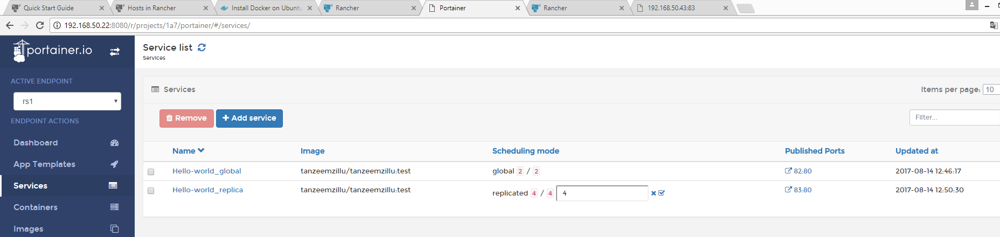 Quick Start Guide
Hosts in Rancher
Install Docker on Ubuntu
Rancher
Portainer
Rancher
192.168.50.43:83
192.168.50.22:8080/r/projects/1a7/portainer/#/services/
portainer.io
Service list
Services
ACTIVE ENDPOINT
rs1
ENDPOINT ACTIONS
Dashboard
App Templates
Services
Containers
Images
Services
Items per page: 10
Remove
Add service
Filter...
Name Image Scheduling mode Published Ports Updated at
Hello-world_global tanzeemzillu/tanzeemzillu:test global 2 / 2 82:80 2017-08-14 12:46:17
Hello-world_replica tanzeemzillu/tanzeemzillu:test replicated 4 / 4 4 83:80 2017-08-14 12:50:30